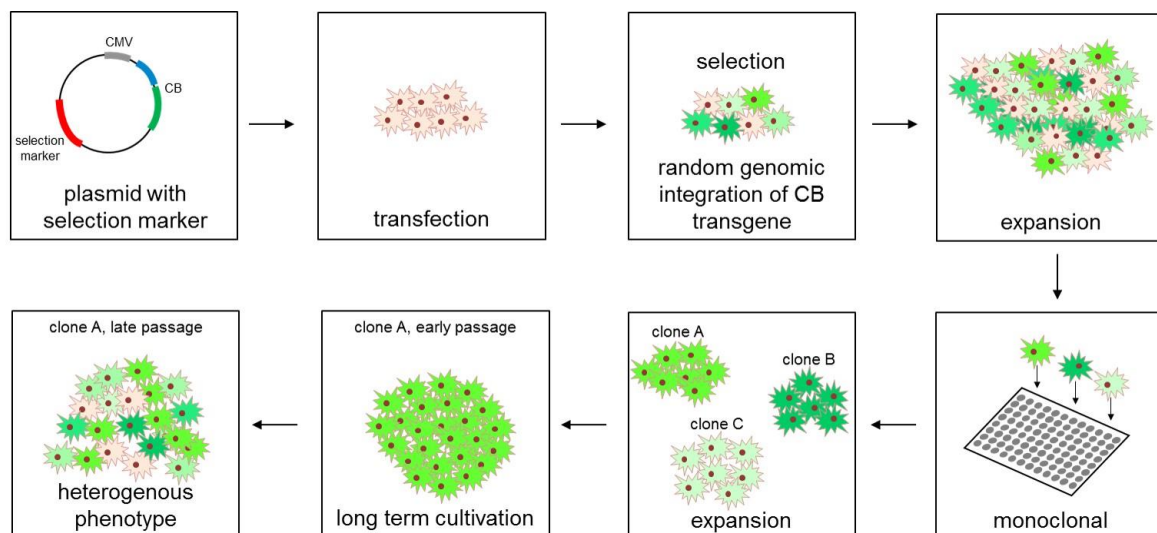 CMV
CB
selection
marker
plasmid with
selection marker
transfection
selection
random genomic
integration of CB
transgene
expansion
clone A, late passage
heterogenous
phenotype
clone A, early passage
long term cultivation
clone A
clone B
clone C
expansion
monoclonal